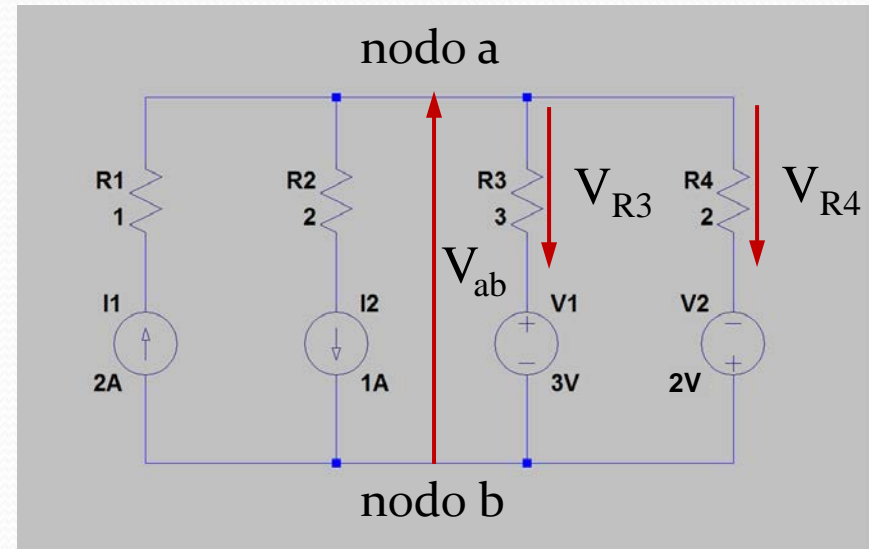 nodo a
R1
1
R2
2
R3
3
V_R3
R4
2
V_R4
V_ab
I1
2A
I2
1A
V1
+
−
3V
V2
−
+
2V
nodo b